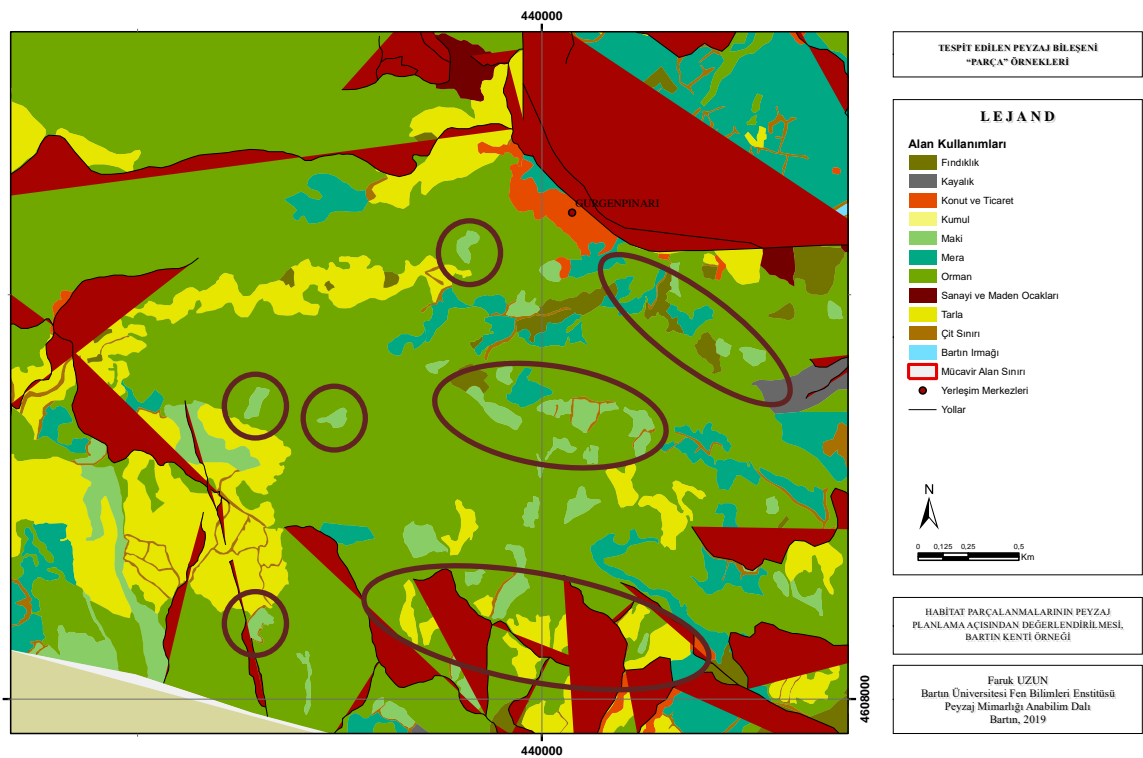 440000
GÜRGENPINARI
4608000
440000
TESPİT EDİLEN PEYZAJ BİLEŞENİ
“PARÇA” ÖRNEKLERİ
LEJAND
Alan Kullanımları
Fındıklık
Kayalık
Konut ve Ticaret
Kumul
Maki
Mera
Orman
Sanayi ve Maden Ocakları
Tarla
Çit Sınırı
Bartın Irmağı
Mücavir Alan Sınırı
Yerleşim Merkezleri
Yollar
N
0 0,125 0,25 0,5
Km
HABİTAT PARÇALANMALARININ PEYZAJ
PLANLAMA AÇISINDAN DEĞERLENDİRİLMESİ,
BARTIN KENTİ ÖRNEĞİ
Faruk UZUN
Bartın Üniversitesi Fen Bilimleri Enstitüsü
Peyzaj Mimarlığı Anabilim Dalı
Bartın, 2019